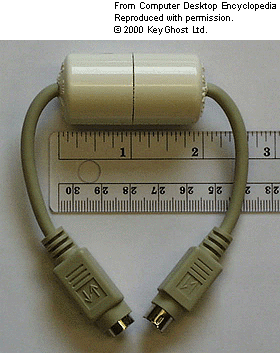 From Computer Desktop Encyclopedia
Reproduced with permission.
© 2000 KeyGhost Ltd.
1 2 3
30 29 28 27 26 25 24 23